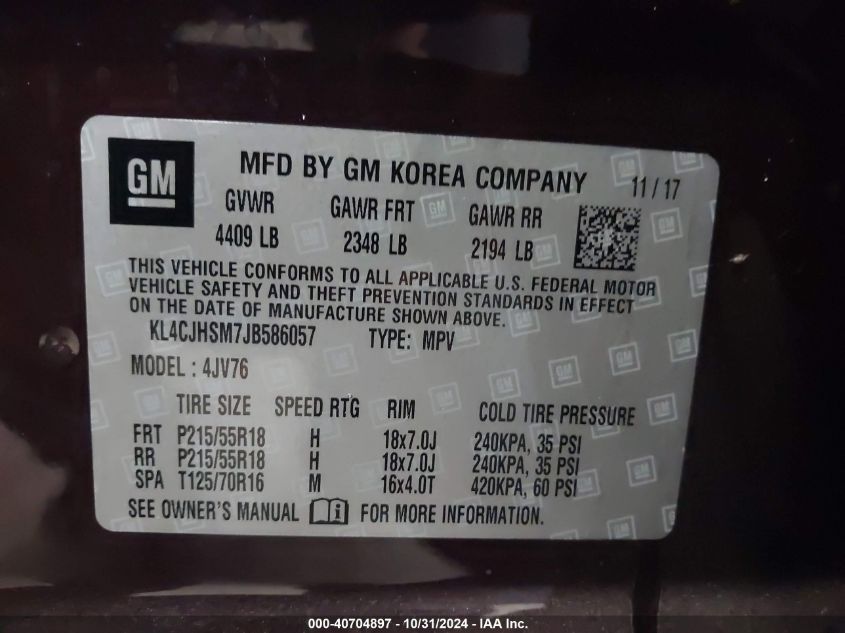 GM MFD BY GM KOREA COMPANY 11 / 17
GVWR GAWR FRT GAWR RR
4409 LB 2348 LB 2194 LB
THIS VEHICLE CONFORMS TO ALL APPLICABLE U.S. FEDERAL MOTOR
VEHICLE SAFETY AND THEFT PREVENTION STANDARDS IN EFFECT
ON THE DATE OF MANUFACTURE SHOWN ABOVE.
KL4CJHSM7JB586057 TYPE: MPV
MODEL : 4JV76
TIRE SIZE SPEED RTG RIM COLD TIRE PRESSURE
FRT P215/55R18 H 18x7.0J 240KPA, 35 PSI
RR P215/55R18 H 18x7.0J 240KPA, 35 PSI
SPA T125/70R16 M 16x4.0T 420KPA, 60 PSI
SEE OWNER'S MANUAL FOR MORE INFORMATION.
000-40704897 - 10/31/2024 - IAA Inc.